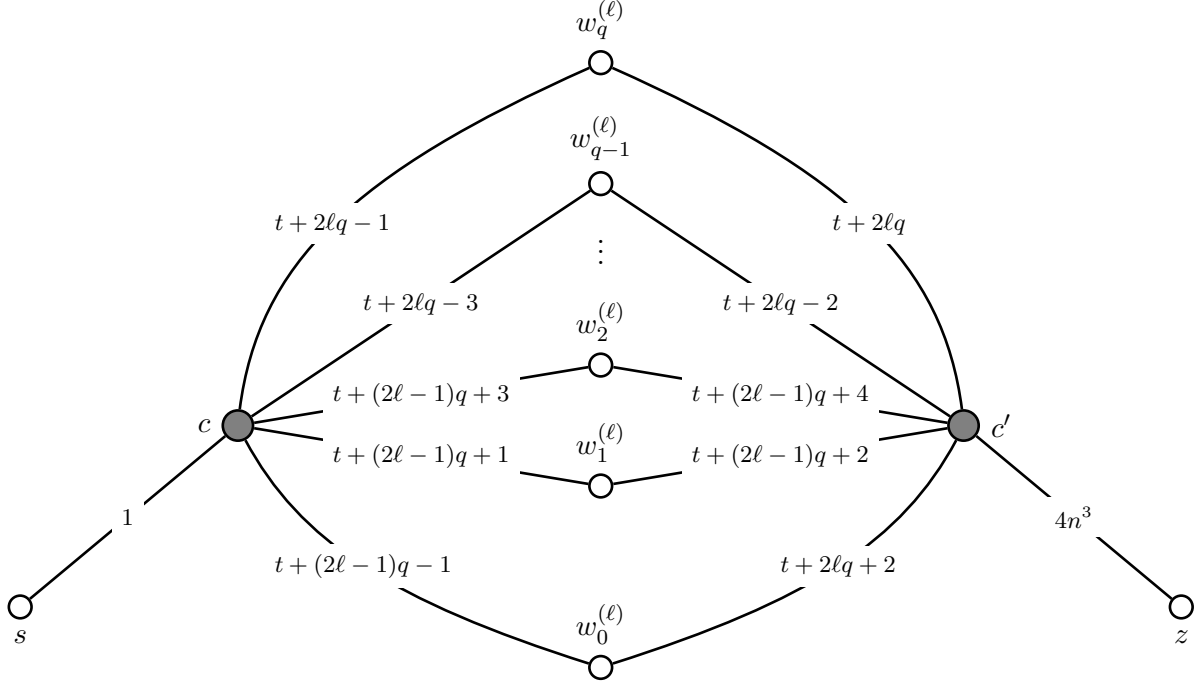 w_q^{(ℓ)}
w_{q−1}^{(ℓ)}
t + 2ℓq − 1
t + 2ℓq
⋮
t + 2ℓq − 3
t + 2ℓq − 2
w_2^{(ℓ)}
t + (2ℓ − 1)q + 3
t + (2ℓ − 1)q + 4
c
c′
w_1^{(ℓ)}
t + (2ℓ − 1)q + 1
t + (2ℓ − 1)q + 2
1
4n^3
t + (2ℓ − 1)q − 1
t + 2ℓq + 2
w_0^{(ℓ)}
s
z